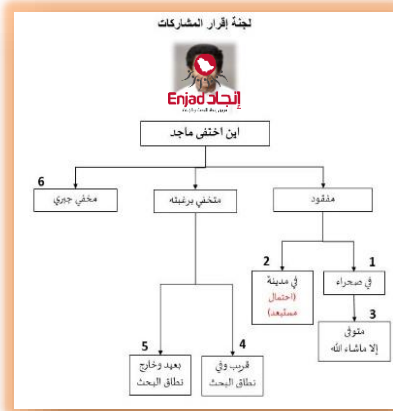 لجنة إقرار المشاركات
إنجاد
Enjad
اين اختفى ماجد
6
مخفي جبري
متخفي برغبته
مفقود
2
في مدينة
(احتمال
مستبعد)
1
في صحراء
3
متوفى
إلا ماشاء الله
5
بعيد وخارج
نطاق البحث
4
قريب وفي
نطاق البحث